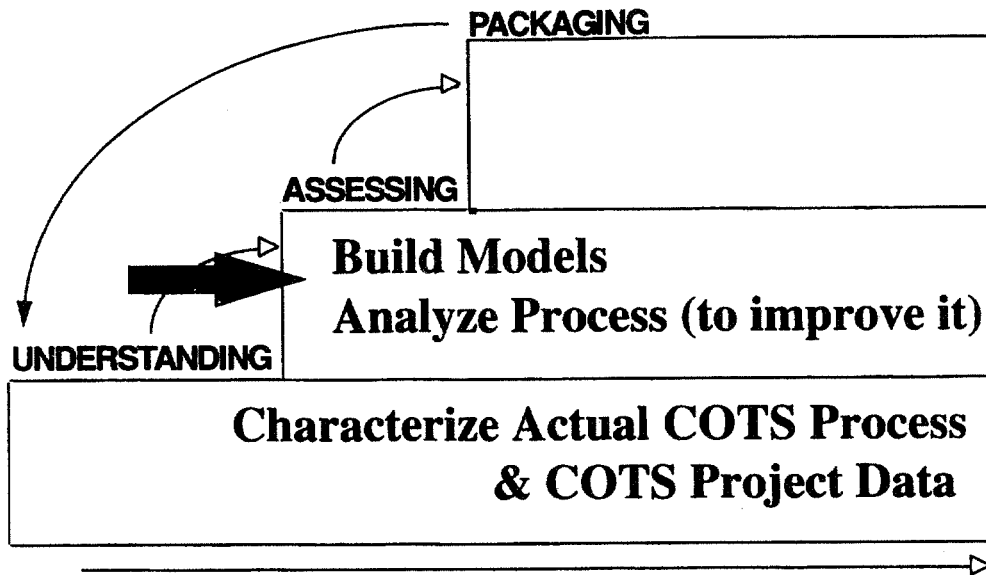 PACKAGING
ASSESSING
Build Models
Analyze Process (to improve it)
UNDERSTANDING
Characterize Actual COTS Process
& COTS Project Data